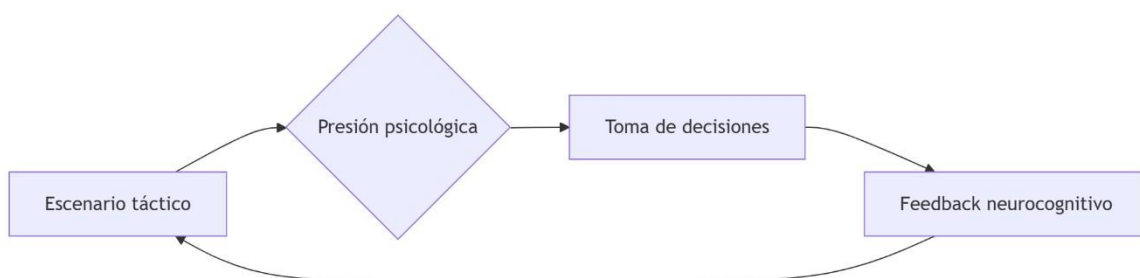 Escenario táctico
Presión psicológica
Toma de decisiones
Feedback neurocognitivo